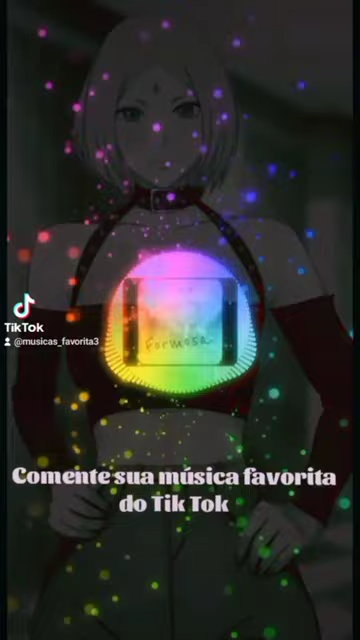 Formosa
TikTok
@musicas_favorita3
Comente sua música favorita
do Tik Tok